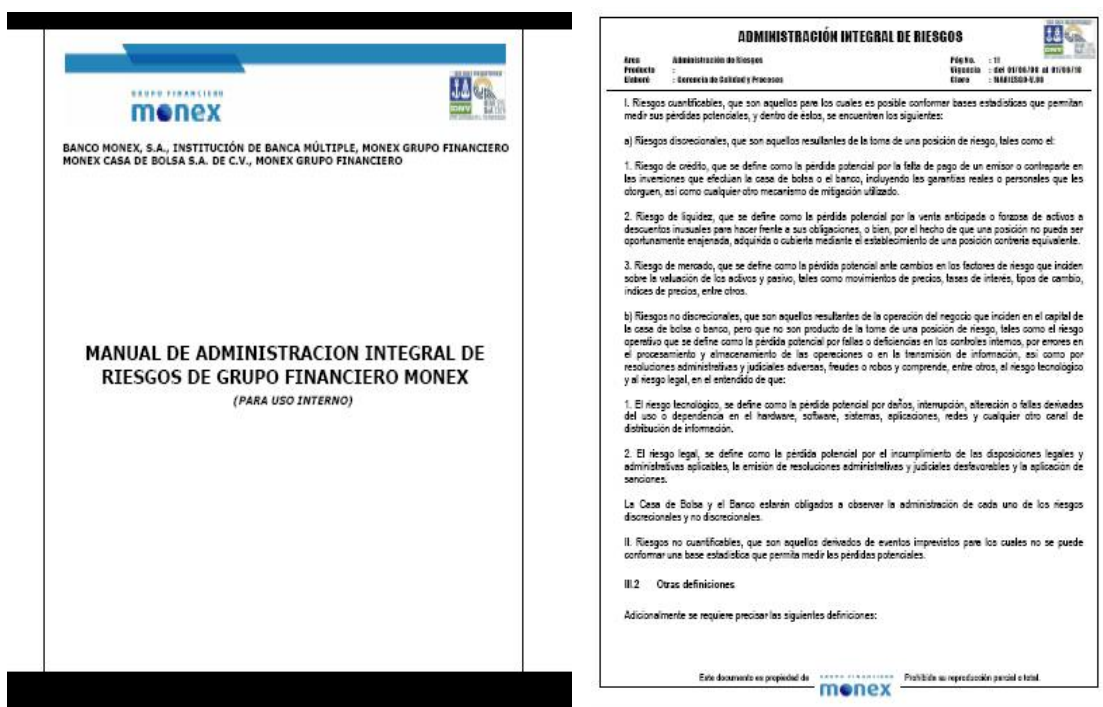 GRUPO FINANCIERO
monex
DNV
BANCO MONEX, S.A., INSTITUCIÓN DE BANCA MÚLTIPLE, MONEX GRUPO FINANCIERO
MONEX CASA DE BOLSA S.A. DE C.V., MONEX GRUPO FINANCIERO
MANUAL DE ADMINISTRACION INTEGRAL DE
RIESGOS DE GRUPO FINANCIERO MONEX
(PARA USO INTERNO)
ADMINISTRACIÓN INTEGRAL DE RIESGOS
DNV
Area Administración de Riesgos
Producto :
Elaboró : Gerencia de Calidad y Procesos
Pág No. : 11
Vigencia : del
Clave :
I. Riesgos cuantificables, que son aquellos para los cuales es posible conformar bases estadísticas que permitan
medir sus pérdidas potenciales, y dentro de éstos, se encuentran los siguientes:
a) Riesgos discrecionales, que son aquellos resultantes de la toma de una posición de riesgo, tales como el:
1. Riesgo de crédito, que se define como la pérdida potencial por la falta de pago de un emisor o contraparte en
las inversiones que efectúan la casa de bolsa o el banco, incluyendo las garantías reales o personales que les
otorguen, así como cualquier otro mecanismo de mitigación utilizado.
2. Riesgo de liquidez, que se define como la pérdida potencial por la venta anticipada o forzosa de activos a
descuentos inusuales para hacer frente a sus obligaciones, o bien, por el hecho de que una posición no pueda ser
oportunamente enajenada, adquirida o cubierta mediante el establecimiento de una posición contraria equivalente.
3. Riesgo de mercado, que se define como la pérdida potencial ante cambios en los factores de riesgo que inciden
sobre la valuación de los activos y pasivo, tales como movimientos de precios, tasas de interés, tipos de cambio,
índices de precios, entre otros.
b) Riesgos no discrecionales, que son aquellos resultantes de la operación del negocio que inciden en el capital de
la casa de bolsa o banco, pero que no son producto de la toma de una posición de riesgo, tales como el riesgo
operativo que se define como la pérdida potencial por fallas o deficiencias en los controles internos, por errores en
el procesamiento y almacenamiento de las operaciones o en la transmisión de información, así como por
resoluciones administrativas y judiciales adversas, fraudes o robos y comprende, entre otros, al riesgo tecnológico
y al riesgo legal, en el entendido de que:
1. El riesgo tecnológico, se define como la pérdida potencial por daños, interrupción, alteración o fallas derivadas
del uso o dependencia en el hardware, software, sistemas, aplicaciones, redes y cualquier otro canal de
distribución de información.
2. El riesgo legal, se define como la pérdida potencial por el incumplimiento de las disposiciones legales y
administrativas aplicables, la emisión de resoluciones administrativas y judiciales desfavorables y la aplicación de
sanciones.
La Casa de Bolsa y el Banco estarán obligados a observar la administración de cada uno de los riesgos
discrecionales y no discrecionales.
II. Riesgos no cuantificables, que son aquellos derivados de eventos imprevistos para los cuales no se puede
conformar una base estadística que permita medir las pérdidas potenciales.
III.2 Otras definiciones
Adicionalmente se requiere precisar las siguientes definiciones:
Este documento es propiedad de GRUPO FINANCIERO monex Prohibida su reproducción parcial o total.